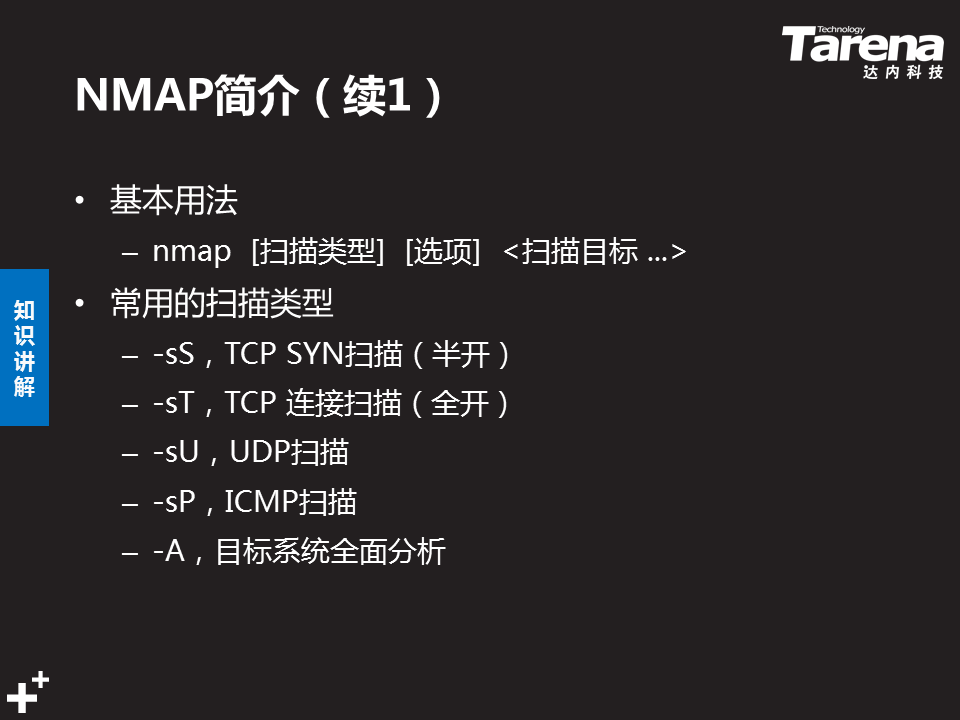 Technology
Tarena
达内科技
NMAP简介（续1）
• 基本用法
– nmap [扫描类型] [选项] <扫描目标 ...>
• 常用的扫描类型
– -sS，TCP SYN扫描（半开）
– -sT，TCP 连接扫描（全开）
– -sU，UDP扫描
– -sP，ICMP扫描
– -A，目标系统全面分析
知识讲解